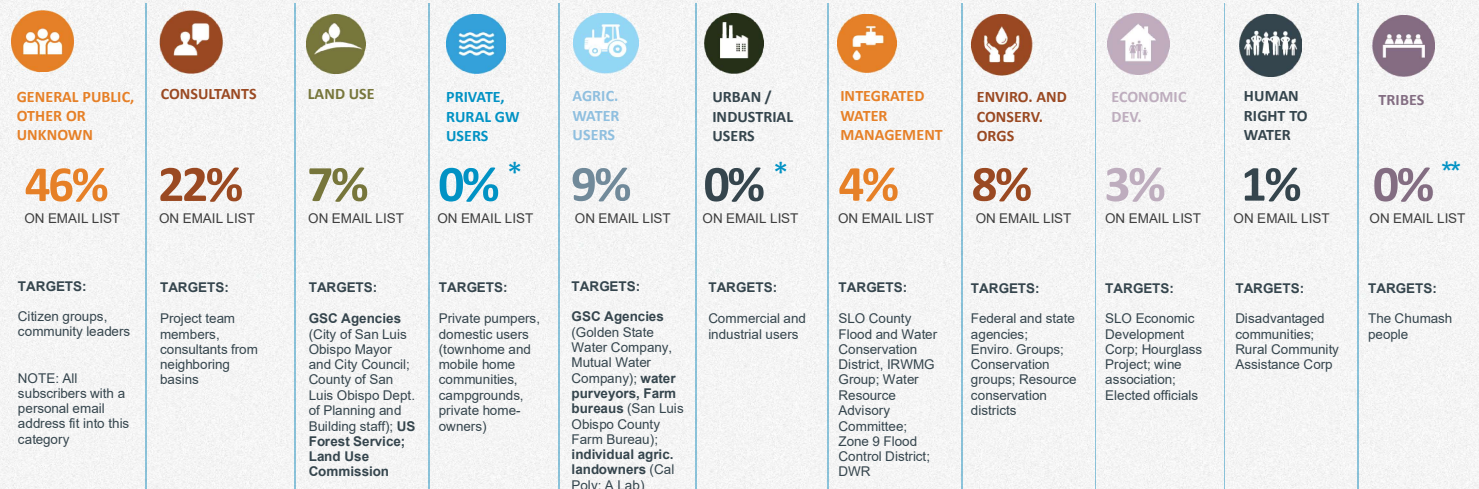 GENERAL PUBLIC,
OTHER OR
UNKNOWN
46%
ON EMAIL LIST
TARGETS:
Citizen groups,
community leaders
NOTE: All
subscribers with a
personal email
address fit into this
category
CONSULTANTS
22%
ON EMAIL LIST
TARGETS:
Project team
members,
consultants from
neighboring
basins
LAND USE
7%
ON EMAIL LIST
TARGETS:
GSC Agencies
(City of San Luis
Obispo Mayor
and City Council;
County of San
Luis Obispo Dept.
of Planning and
Building staff); US
Forest Service;
Land Use
Commission
PRIVATE,
RURAL GW
USERS
0% *
ON EMAIL LIST
TARGETS:
Private pumpers,
domestic users
(townhome and
mobile home
communities,
campgrounds,
private home-
owners)
AGRIC.
WATER
USERS
9%
ON EMAIL LIST
TARGETS:
GSC Agencies
(Golden State
Water Company,
Mutual Water
Company); water
purveyors, Farm
bureaus (San Luis
Obispo County
Farm Bureau);
individual agric.
landowners (Cal
Poly; A Lab)
URBAN /
INDUSTRIAL
USERS
0% *
ON EMAIL LIST
TARGETS:
Commercial and
industrial users
INTEGRATED
WATER
MANAGEMENT
4%
ON EMAIL LIST
TARGETS:
SLO County
Flood and Water
Conservation
District, IRWMG
Group; Water
Resource
Advisory
Committee;
Zone 9 Flood
Control District;
DWR
ENVIRO. AND
CONSERV.
ORGS
8%
ON EMAIL LIST
TARGETS:
Federal and state
agencies;
Enviro. Groups;
Conservation
groups; Resource
conservation
districts
ECONOMIC
DEV.
3%
ON EMAIL LIST
TARGETS:
SLO Economic
Development
Corp; Hourglass
Project; wine
association;
Elected officials
HUMAN
RIGHT TO
WATER
1%
ON EMAIL LIST
TARGETS:
Disadvantaged
communities;
Rural Community
Assistance Corp
TRIBES
0% **
ON EMAIL LIST
TARGETS:
The Chumash
people